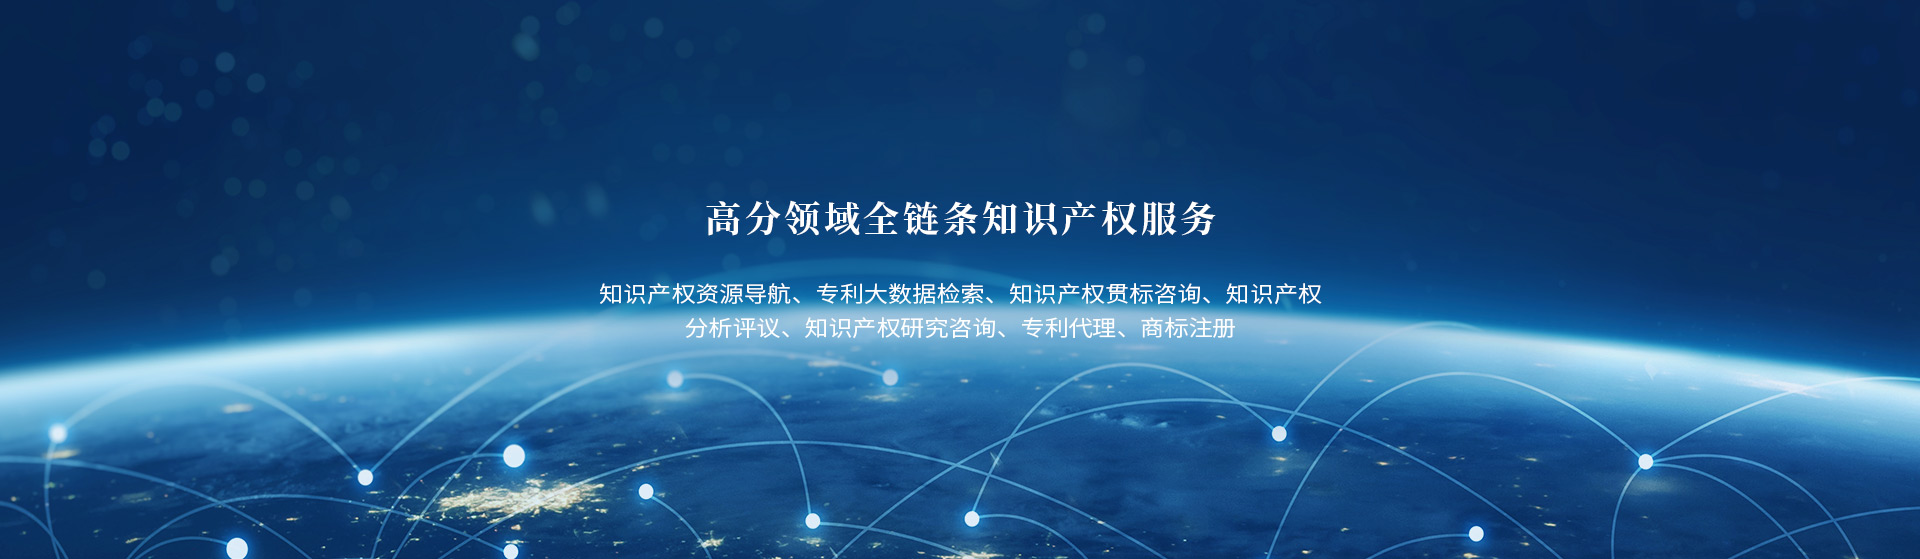 高分领域全链条知识产权服务
知识产权资源导航、专利大数据检索、知识产权贯标咨询、知识产权
分析评议、知识产权研究咨询、专利代理、商标注册